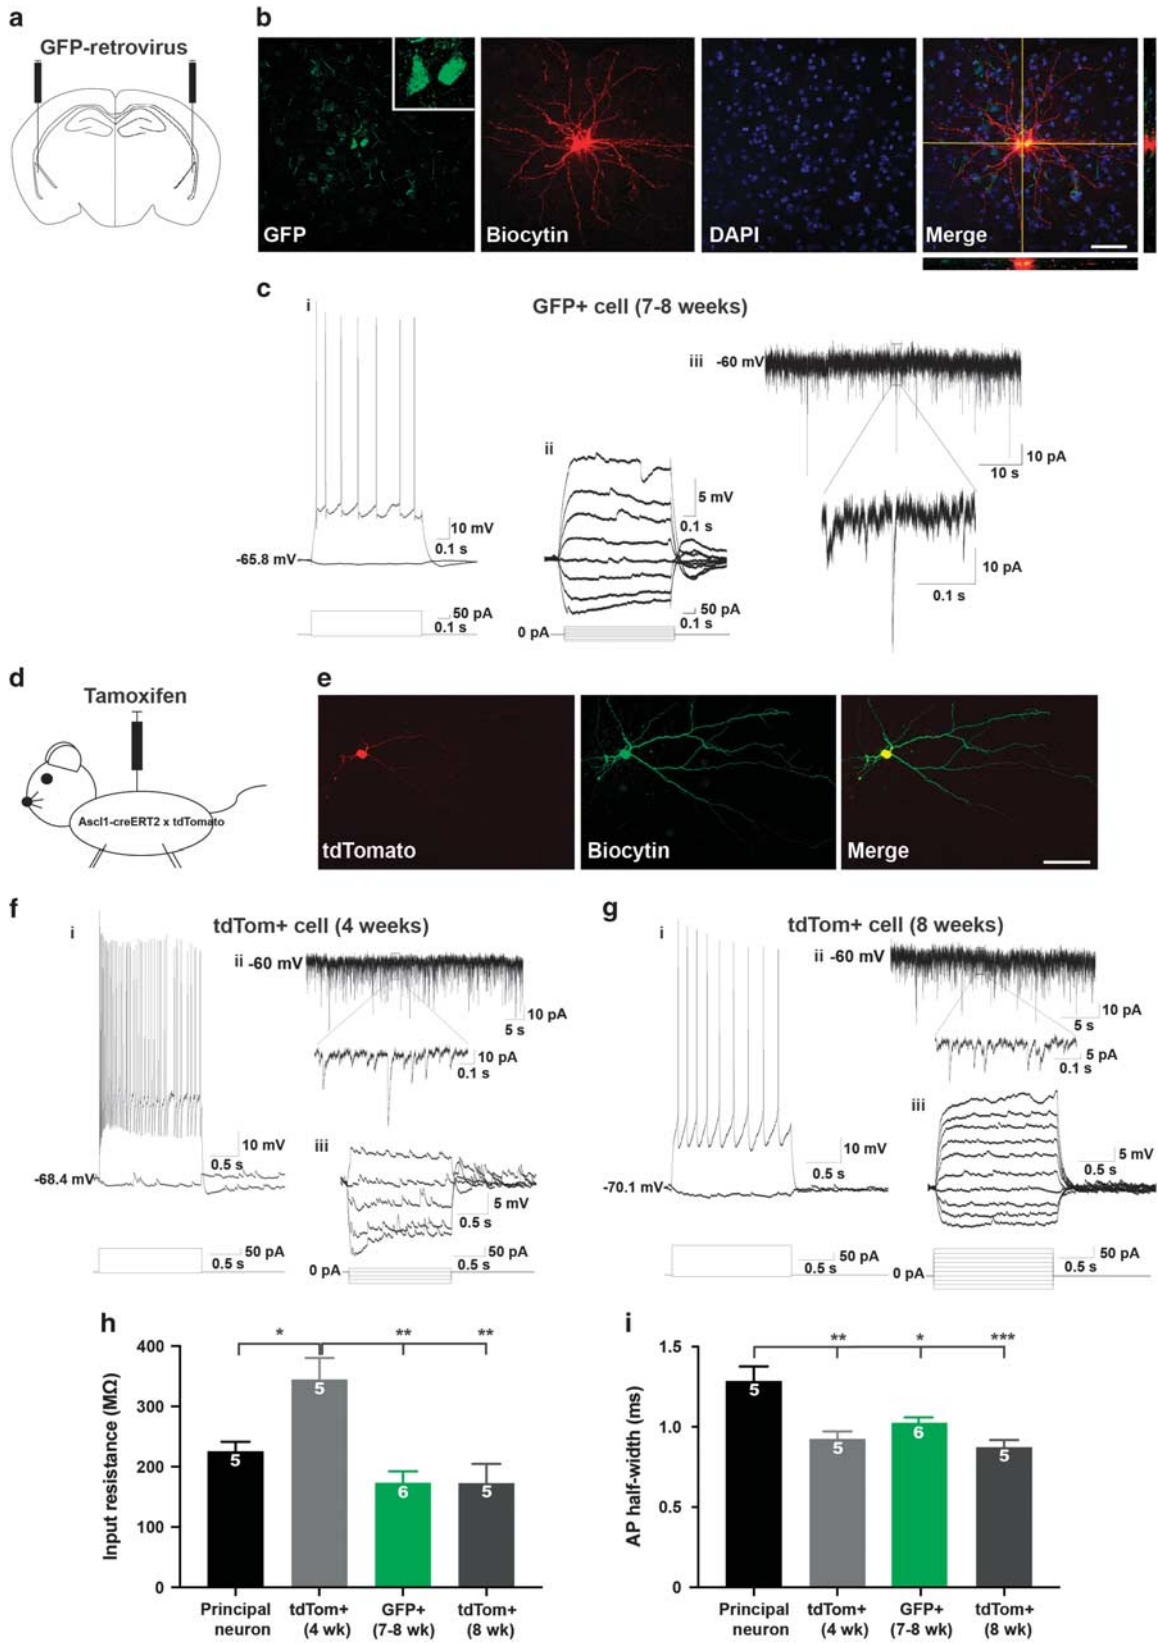 a
GFP-retrovirus
b
GFP
Biocytin
DAPI
Merge
c
GFP+ cell (7-8 weeks)
i
-65.8 mV
10 mV
0.1 s
50 pA
0.1 s
ii
5 mV
0.1 s
50 pA
0.1 s
0 pA
iii -60 mV
10 pA
10 s
10 pA
0.1 s
d
Tamoxifen
Ascl1-creERT2 x tdTomato
e
tdTomato
Biocytin
Merge
f
tdTom+ cell (4 weeks)
i
-68.4 mV
10 mV
0.5 s
50 pA
0.5 s
ii -60 mV
10 pA
5 s
10 pA
0.1 s
iii
5 mV
0.5 s
50 pA
0.5 s
0 pA
g
tdTom+ cell (8 weeks)
i
-70.1 mV
10 mV
0.5 s
50 pA
0.5 s
ii -60 mV
10 pA
5 s
5 pA
0.1 s
iii
5 mV
0.5 s
50 pA
0.5 s
0 pA
h
Input resistance (MΩ)
400
300
200
100
0
* ** **
5
5
6
5
Principal neuron
tdTom+ (4 wk)
GFP+ (7-8 wk)
tdTom+ (8 wk)
i
AP half-width (ms)
1.5
1.0
0.5
0
** * ***
5
5
6
5
Principal neuron
tdTom+ (4 wk)
GFP+ (7-8 wk)
tdTom+ (8 wk)